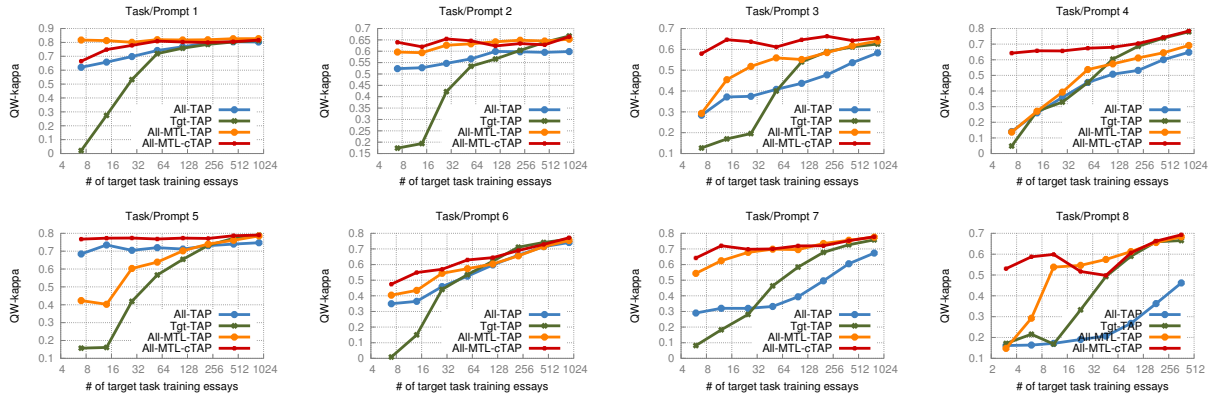 Task/Prompt 1
QW-kappa
0.9
0.8
0.7
0.6
0.5
0.4
0.3
0.2
0.1
0
All-TAP
Tgt-TAP
All-MTL-TAP
All-MTL-cTAP
4 8 16 32 64 128 256 512 1024
# of target task training essays
Task/Prompt 2
QW-kappa
0.7
0.65
0.6
0.55
0.5
0.45
0.4
0.35
0.3
0.25
0.2
0.15
All-TAP
Tgt-TAP
All-MTL-TAP
All-MTL-cTAP
4 8 16 32 64 128 256 512 1024
# of target task training essays
Task/Prompt 3
QW-kappa
0.7
0.6
0.5
0.4
0.3
0.2
0.1
All-TAP
Tgt-TAP
All-MTL-TAP
All-MTL-cTAP
4 8 16 32 64 128 256 512 1024
# of target task training essays
Task/Prompt 4
QW-kappa
0.8
0.7
0.6
0.5
0.4
0.3
0.2
0.1
0
All-TAP
Tgt-TAP
All-MTL-TAP
All-MTL-cTAP
4 8 16 32 64 128 256 512 1024
# of target task training essays
Task/Prompt 5
QW-kappa
0.8
0.7
0.6
0.5
0.4
0.3
0.2
0.1
All-TAP
Tgt-TAP
All-MTL-TAP
All-MTL-cTAP
4 8 16 32 64 128 256 512 1024
# of target task training essays
Task/Prompt 6
QW-kappa
0.8
0.7
0.6
0.5
0.4
0.3
0.2
0.1
0
All-TAP
Tgt-TAP
All-MTL-TAP
All-MTL-cTAP
4 8 16 32 64 128 256 512 1024
# of target task training essays
Task/Prompt 7
QW-kappa
0.8
0.7
0.6
0.5
0.4
0.3
0.2
0.1
0
All-TAP
Tgt-TAP
All-MTL-TAP
All-MTL-cTAP
4 8 16 32 64 128 256 512 1024
# of target task training essays
Task/Prompt 8
QW-kappa
0.7
0.6
0.5
0.4
0.3
0.2
0.1
All-TAP
Tgt-TAP
All-MTL-TAP
All-MTL-cTAP
2 4 8 16 32 64 128 256 512
# of target task training essays